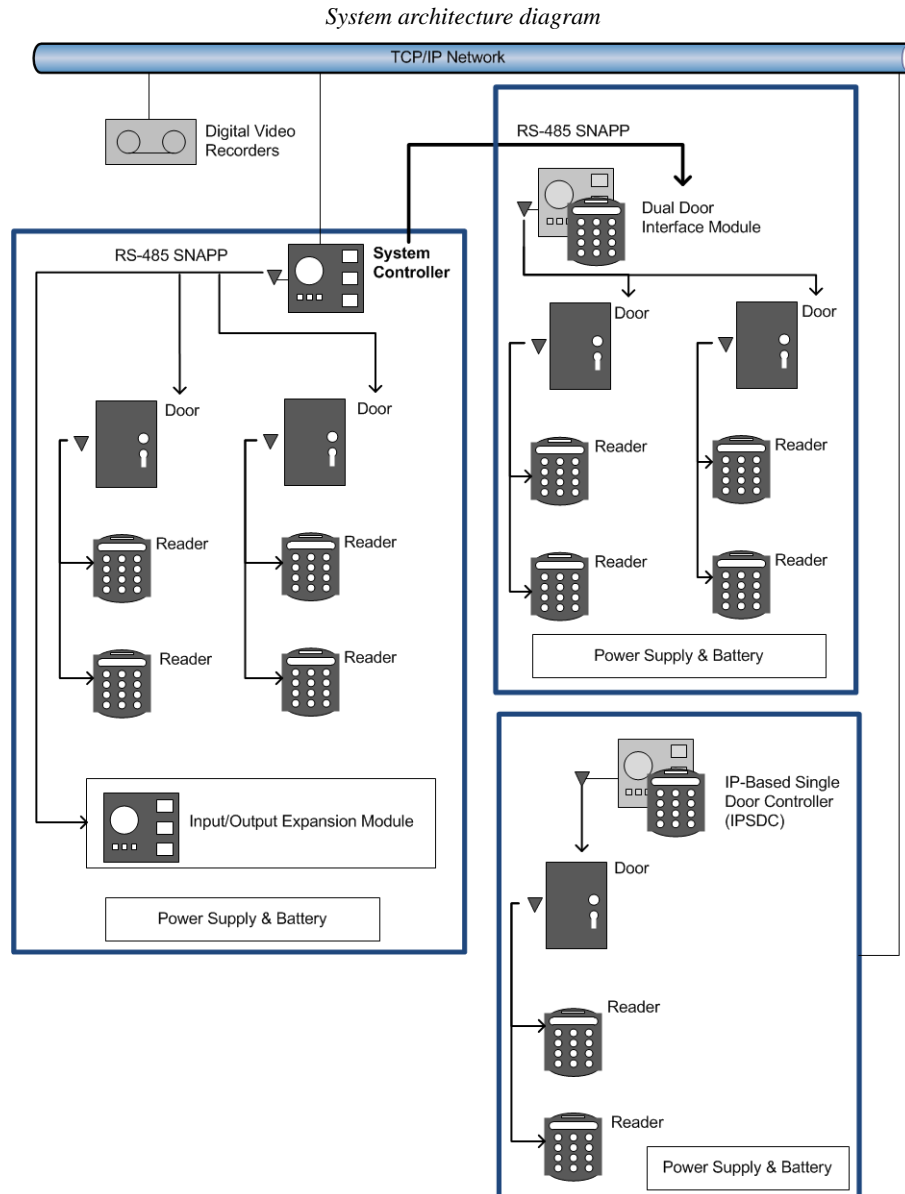 System architecture diagram
TCP/IP Network
Digital Video
Recorders
RS-485 SNAPP
Dual Door
Interface Module
Door
Door
Reader
Reader
Reader
Reader
Power Supply & Battery
RS-485 SNAPP
System
Controller
Door
Door
Reader
Reader
Reader
Reader
Input/Output Expansion Module
Power Supply & Battery
IP-Based Single
Door Controller
(IPSDC)
Door
Reader
Reader
Power Supply & Battery